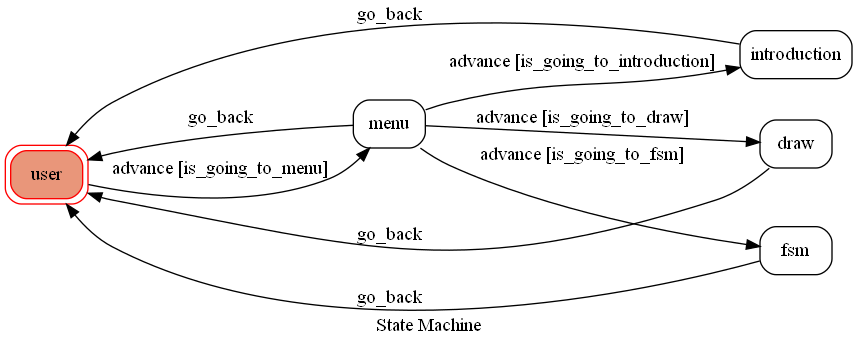 go_back
introduction
advance [is_going_to_introduction]
go_back
menu
advance [is_going_to_draw]
draw
advance [is_going_to_fsm]
user
advance [is_going_to_menu]
go_back
fsm
go_back
State Machine